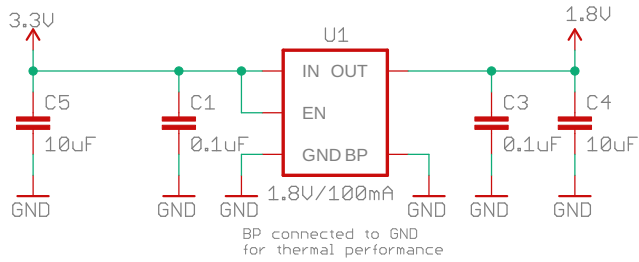 3.3V
1.8V
U1
IN OUT
C5
C1
EN
C3
C4
10uF
0.1uF
GND BP
0.1uF
10uF
1.8V/100mA
GND
GND
GND
GND
GND
GND
BP connected to GND
for thermal performance